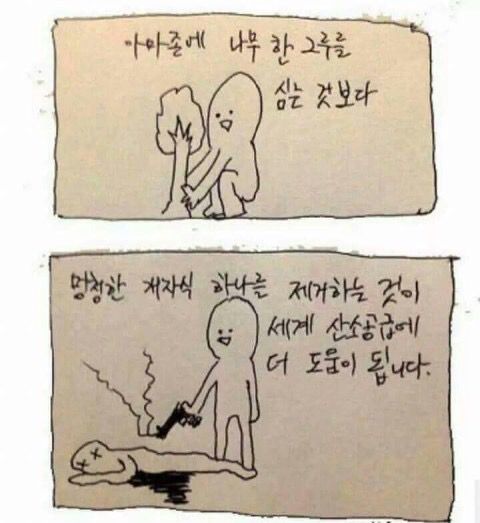 아마존에 나무 한 그루를
심는 것보다
멍청한 개자식 하나를 제거하는 것이
세계 산소공급에
더 도움이 됩니다.